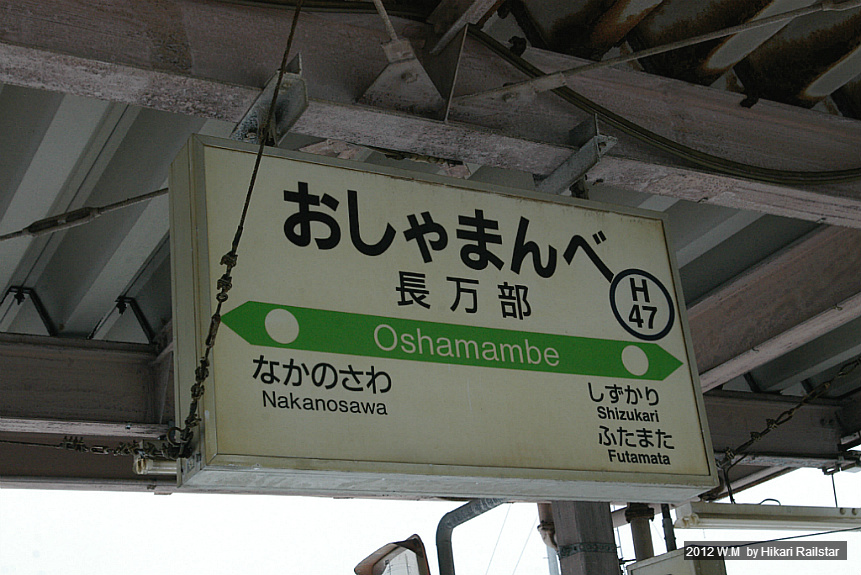 おしゃまんべ
長万部
H
47
Oshamambe
なかのさわ
Nakanosawa
しずかり
Shizukari
ふたまた
Futamata
2012 W.M by Hikari Railstar